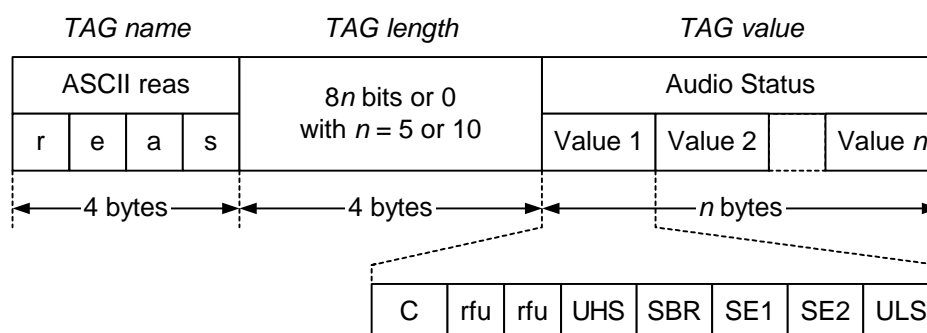 TAG name TAG length TAG value
ASCII reas 8n bits or 0 with n = 5 or 10 Audio Status
r e a s Value 1 Value 2 Value n
4 bytes 4 bytes n bytes
C rfu rfu UHS SBR SE1 SE2 ULS